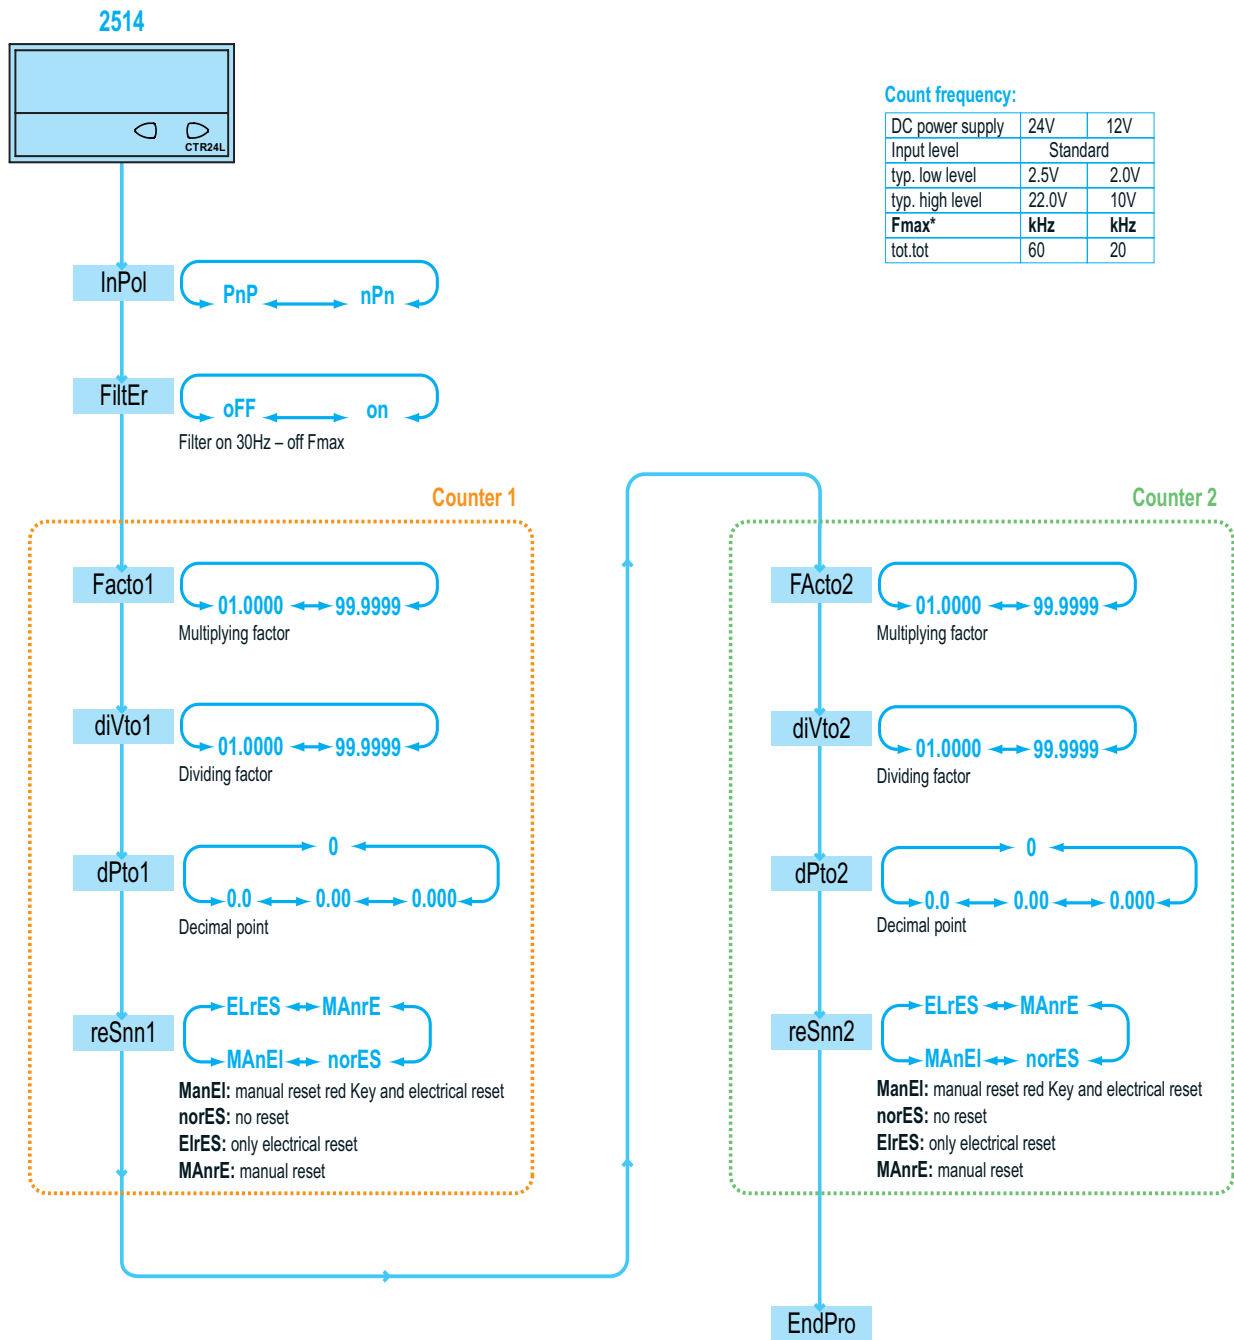 2514
CTR24L
Count frequency:
DC power supply 24V 12V
Input level Standard
typ. low level 2.5V 2.0V
typ. high level 22.0V 10V
Fmax* kHz kHz
tot.tot 60 20
InPol PnP nPn
FiltEr oFF on
Filter on 30Hz – off Fmax
Counter 1
Facto1 01.0000 99.9999
Multiplying factor
diVto1 01.0000 99.9999
Dividing factor
dPto1 0
0.0 0.00 0.000
Decimal point
reSnn1 ELrES MAnrE
MAnEl norES
ManEl: manual reset red Key and electrical reset
norES: no reset
ElrES: only electrical reset
MAnrE: manual reset
Counter 2
FActo2 01.0000 99.9999
Multiplying factor
diVto2 01.0000 99.9999
Dividing factor
dPto2 0
0.0 0.00 0.000
Decimal point
reSnn2 ELrES MAnrE
MAnEl norES
ManEl: manual reset red Key and electrical reset
norES: no reset
ElrES: only electrical reset
MAnrE: manual reset
EndPro